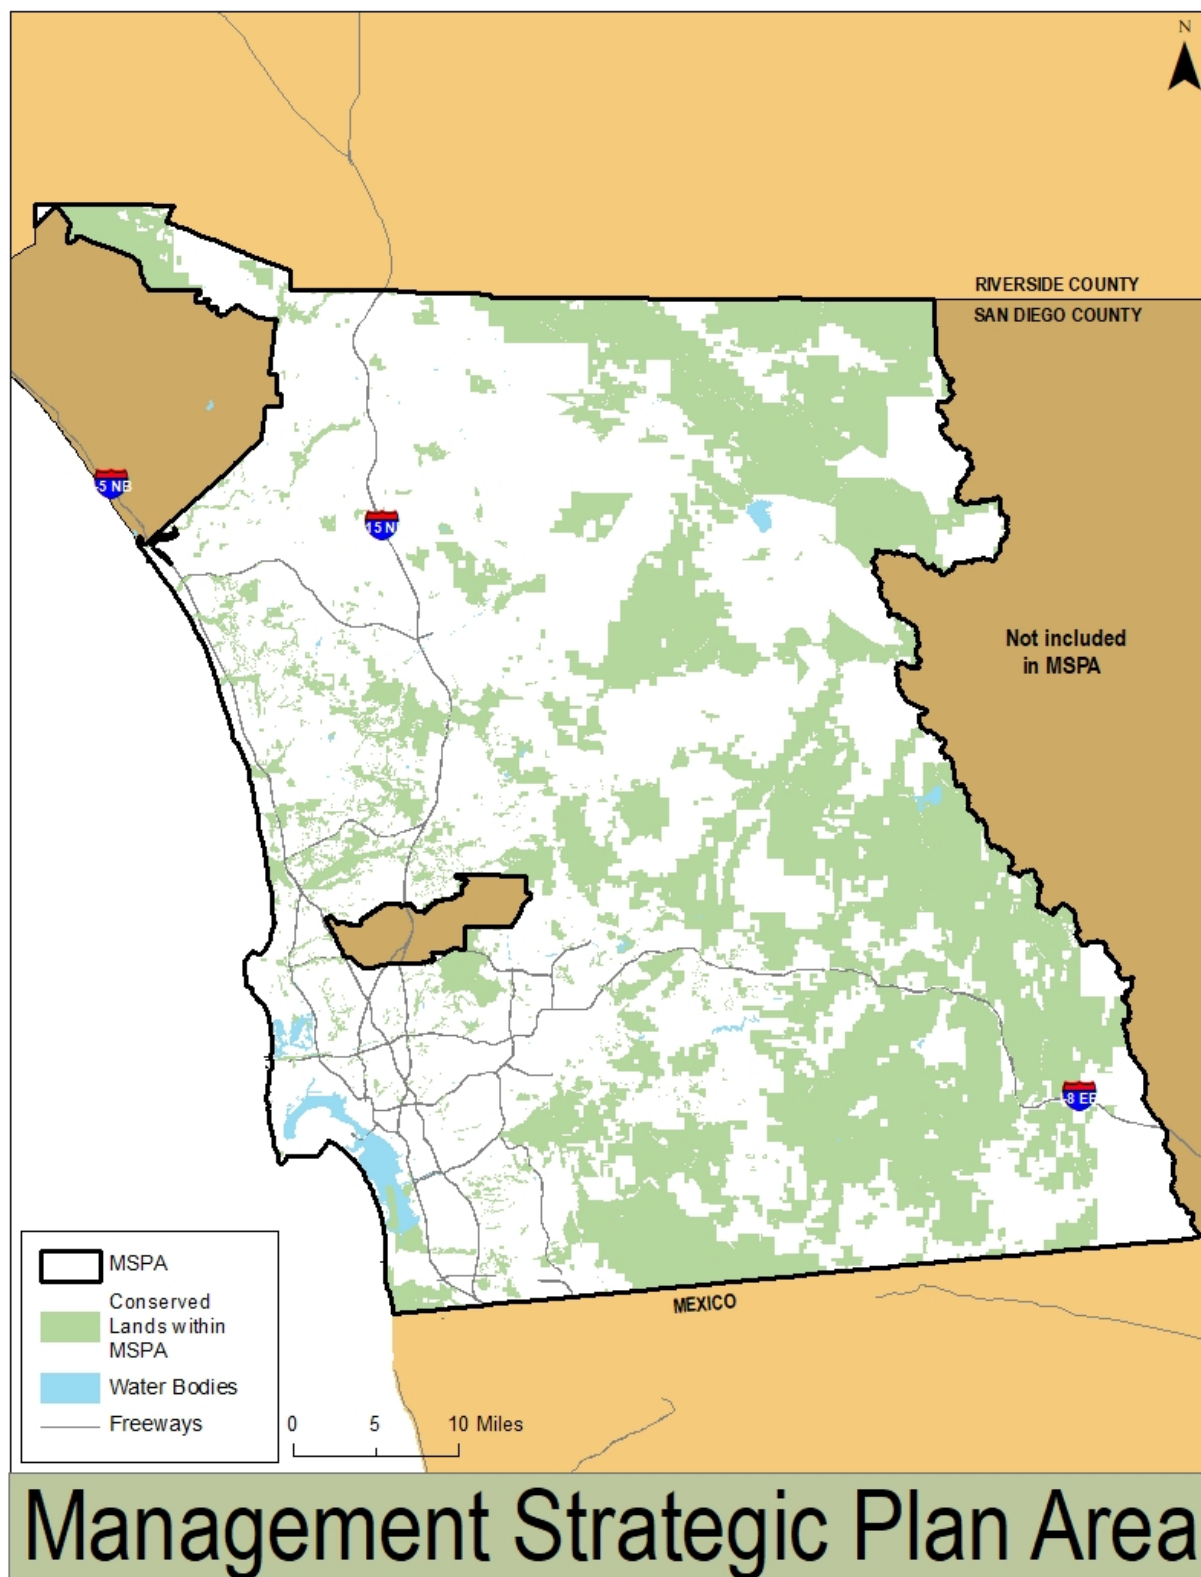 N
RIVERSIDE COUNTY
SAN DIEGO COUNTY
-5 NB
15 N
Not included
in MSPA
-8 EB
MEXICO
MSPA
Conserved
Lands within
MSPA
Water Bodies
Freeways
0 5 10 Miles
Management Strategic Plan Area